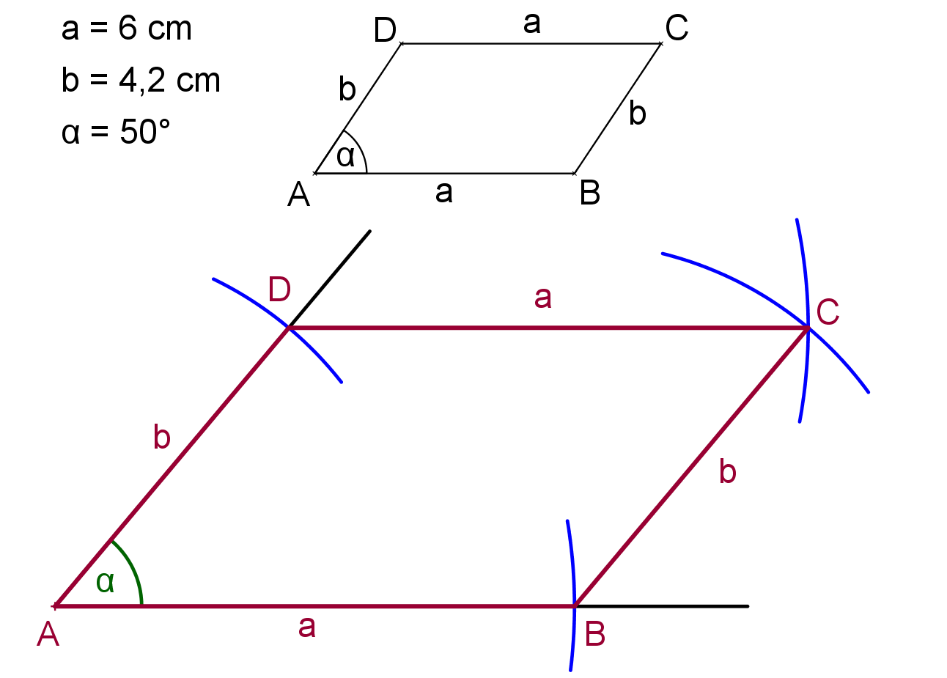 a = 6 cm
b = 4,2 cm
α = 50°
D a C
b
b
α
A a B
D
a
C
b
b
α
A
a
B